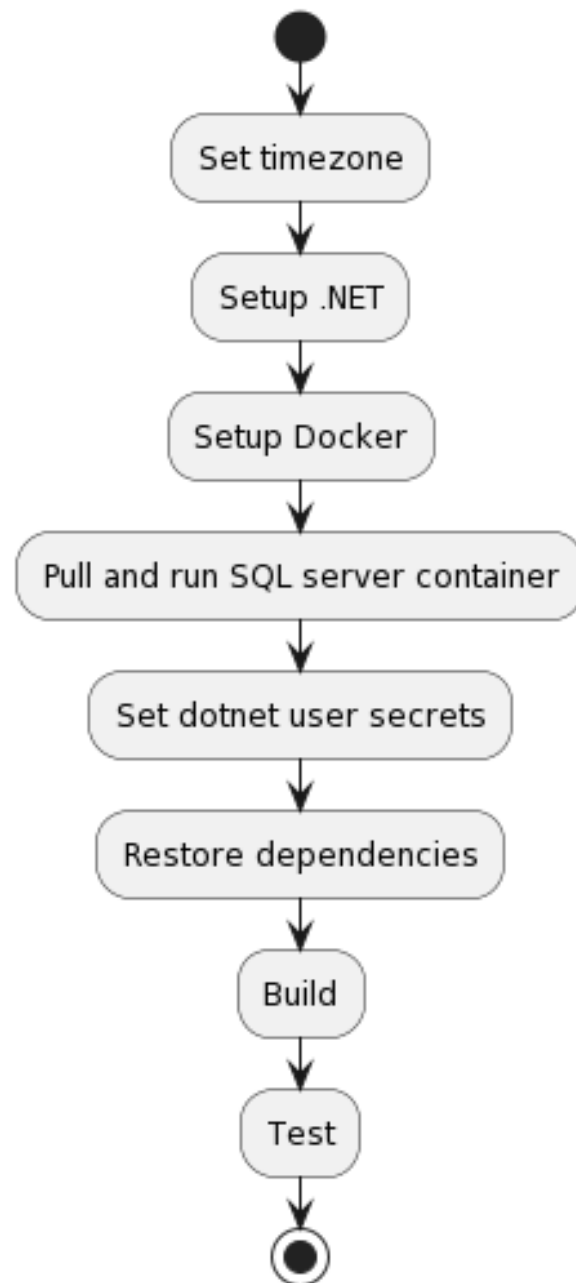 Set timezone
Setup .NET
Setup Docker
Pull and run SQL server container
Set dotnet user secrets
Restore dependencies
Build
Test